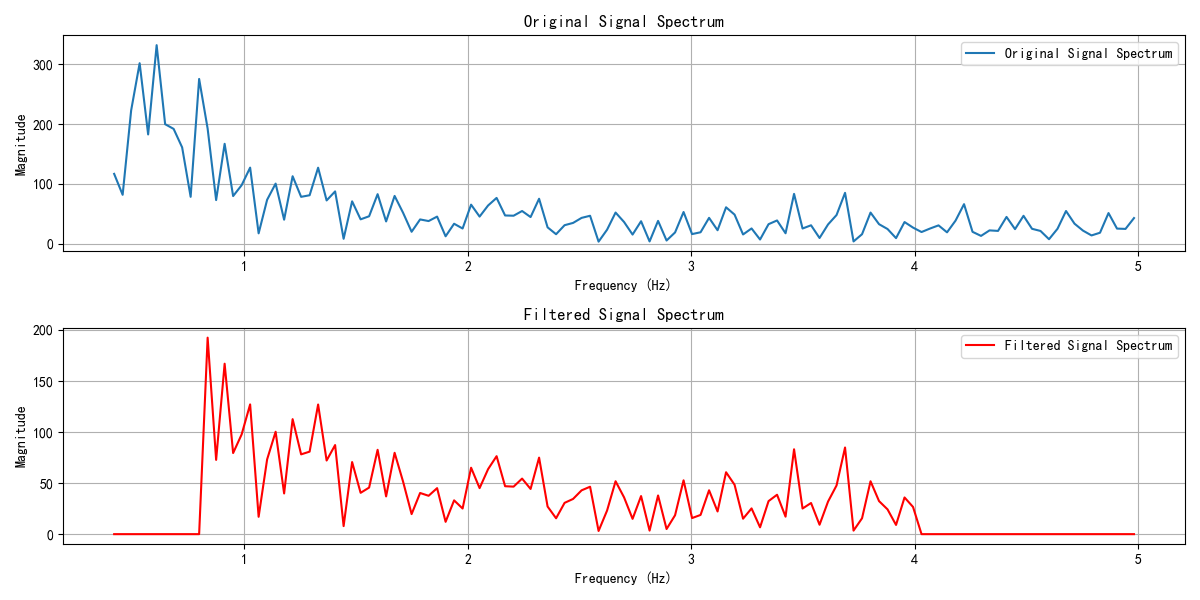 Original Signal Spectrum
Original Signal Spectrum
Magnitude
300
200
100
0
1
2
3
4
5
Frequency (Hz)
Filtered Signal Spectrum
Filtered Signal Spectrum
Magnitude
200
150
100
50
0
1
2
3
4
5
Frequency (Hz)